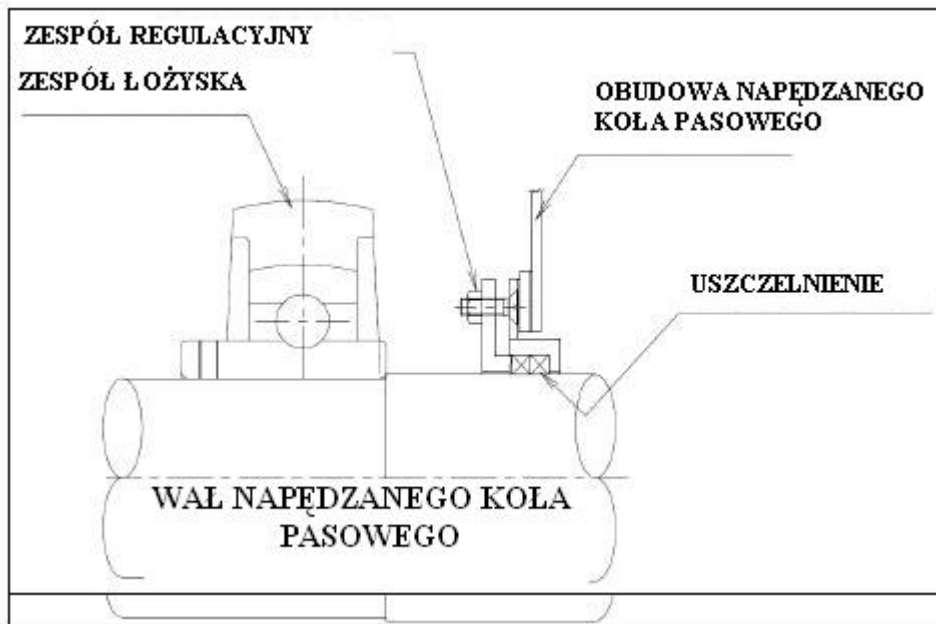 ZESPÓŁ REGULACYJNY
ZESPÓŁ ŁOŻYSKA
OBUDOWA NAPĘDZANEGO
KOŁA PASOWEGO
USZCZELNIENIE
WAŁ NAPĘDZANEGO KOŁA
PASOWEGO